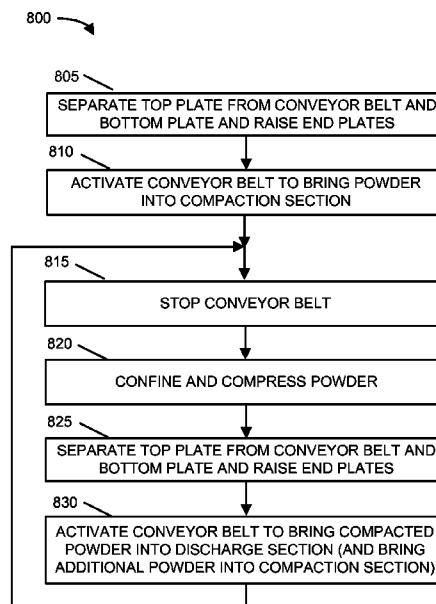 800
805
SEPARATE TOP PLATE FROM CONVEYOR BELT AND
BOTTOM PLATE AND RAISE END PLATES
810
ACTIVATE CONVEYOR BELT TO BRING POWDER
INTO COMPACTION SECTION
815
STOP CONVEYOR BELT
820
CONFINE AND COMPRESS POWDER
825
SEPARATE TOP PLATE FROM CONVEYOR BELT AND
BOTTOM PLATE AND RAISE END PLATES
830
ACTIVATE CONVEYOR BELT TO BRING COMPACTED
POWDER INTO DISCHARGE SECTION (AND BRING
ADDITIONAL POWDER INTO COMPACTION SECTION)